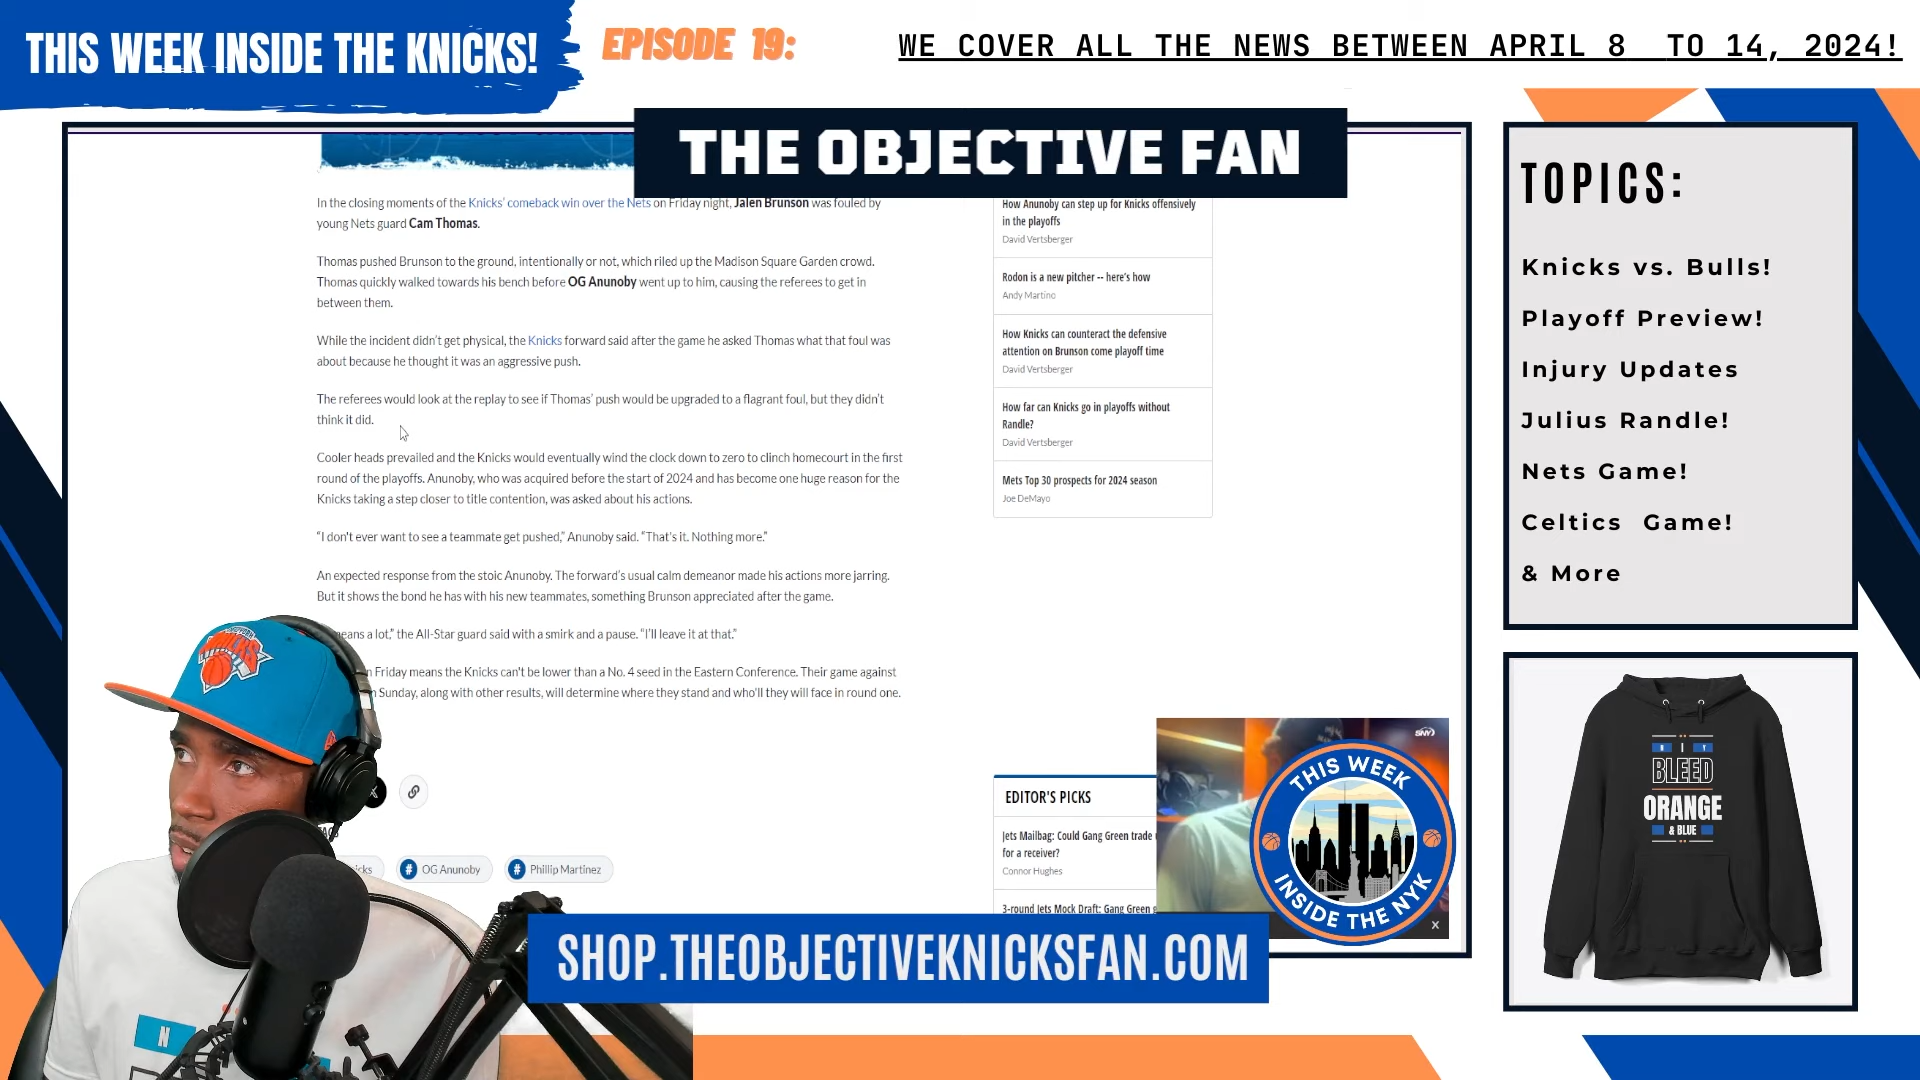 THIS WEEK INSIDE THE KNICKS!
EPISODE 19:
WE COVER ALL THE NEWS BETWEEN APRIL 8 TO 14, 2024!
THE OBJECTIVE FAN
In the closing moments of the Knicks' comeback win over the Nets on Friday night, Jalen Brunson was fouled by
young Nets guard Cam Thomas.
Thomas pushed Brunson to the ground, intentionally or not, which riled up the Madison Square Garden crowd.
Thomas quickly walked towards his bench before OG Anunoby went up to him, causing the referees to get in
between them.
While the incident didn't get physical, the Knicks forward said after the game he asked Thomas what that foul was
about because he thought it was an aggressive push.
The referees would look at the replay to see if Thomas' push would be upgraded to a flagrant foul, but they didn't
think it did.
Cooler heads prevailed and the Knicks would eventually wind the clock down to zero to clinch homecourt in the first
round of the playoffs. Anunoby, who was acquired before the start of 2024 and has become one huge reason for the
Knicks taking a step closer to title contention, was asked about his actions.
"I don't ever want to see a teammate get pushed," Anunoby said. "That's it. Nothing more."
An expected response from the stoic Anunoby. The forward's usual calm demeanor made his actions more jarring.
But it shows the bond he has with his new teammates, something Brunson appreciated after the game.
means a lot," the All-Star guard said with a smirk and a pause. "I'll leave it at that."
Friday means the Knicks can't be lower than a No. 4 seed in the Eastern Conference. Their game against
Sunday, along with other results, will determine where they stand and who'll they will face in round one.
# OG Anunoby
# Phillip Martinez
How Anunoby can step up for Knicks offensively
in the playoffs
David Vertsberger
Rodon is a new pitcher -- here's how
Andy Martino
How Knicks can counteract the defensive
attention on Brunson come playoff time
David Vertsberger
How far can Knicks go in playoffs without
Randle?
David Vertsberger
Mets Top 30 prospects for 2024 season
Joe DeMayo
EDITOR'S PICKS
Jets Mailbag: Could Gang Green trade
for a receiver?
Connor Hughes
3-round Jets Mock Draft: Gang Green
SNY
THIS WEEK
INSIDE THE NYK
X
SHOP.THEOBJECTIVEKNICKSFAN.COM
TOPICS:
Knicks vs. Bulls!
Playoff Preview!
Injury Updates
Julius Randle!
Nets Game!
Celtics Game!
& More
N I Y
BLEED
ORANGE
& BLUE
KNICKS
N